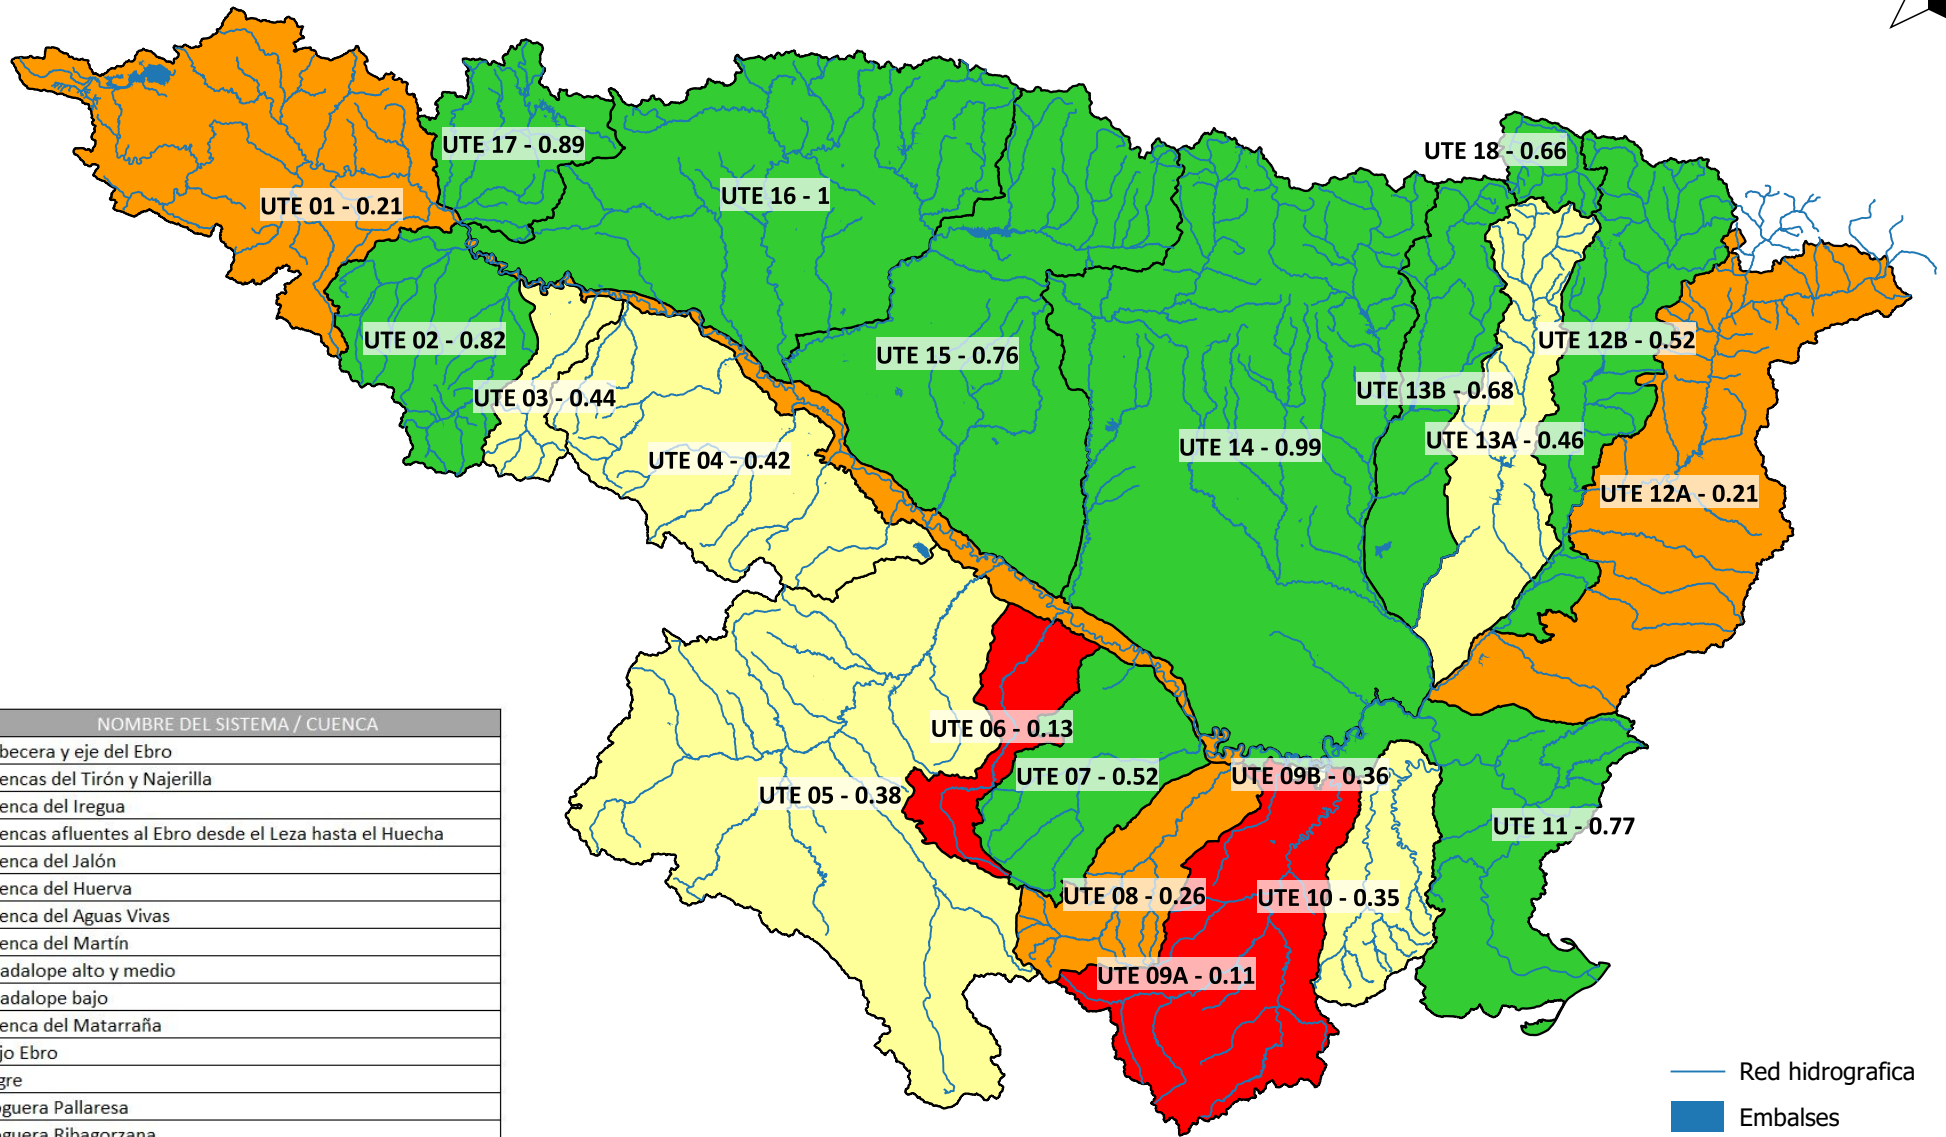 UTE 17 - 0.89
UTE 18 - 0.66
UTE 16 - 1
UTE 01 - 0.21
UTE 02 - 0.82
UTE 12B - 0.52
UTE 15 - 0.76
UTE 13B - 0.68
UTE 03 - 0.44
UTE 13A - 0.46
UTE 14 - 0.99
UTE 04 - 0.42
UTE 12A - 0.21
UTE 06 - 0.13
UTE 07 - 0.52
UTE 09B - 0.36
UTE 05 - 0.38
UTE 11 - 0.77
UTE 08 - 0.26
UTE 10 - 0.35
UTE 09A - 0.11
NOMBRE DEL SISTEMA / CUENCA
becera y eje del Ebro
encas del Tirón y Najerilla
enca del Iregua
encas afluentes al Ebro desde el Leza hasta el Huecha
enca del Jalón
enca del Huerva
enca del Aguas Vivas
enca del Martín
adalope alto y medio
adalope bajo
enca del Matarraña
jo Ebro
gre
guera Pallaresa
guera Ribagorzana
Red hidrografica
Embalses